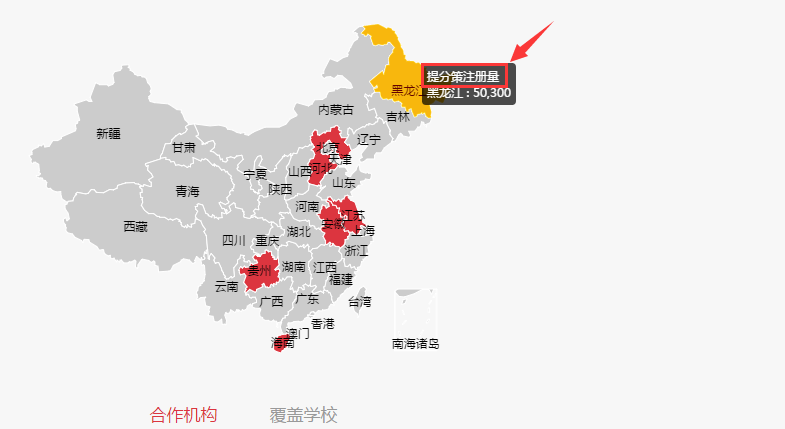 提分策注册量
黑龙江 : 50,300
黑龙江
内蒙古
吉林
新疆
辽宁
甘肃
北京
天津
宁夏
山西
河北
青海
陕西
山东
河南
江苏
西藏
安徽
上海
四川
重庆
湖北
浙江
贵州
湖南
江西
云南
福建
广西
广东
台湾
香港
澳门
海南
南海诸岛
合作机构
覆盖学校